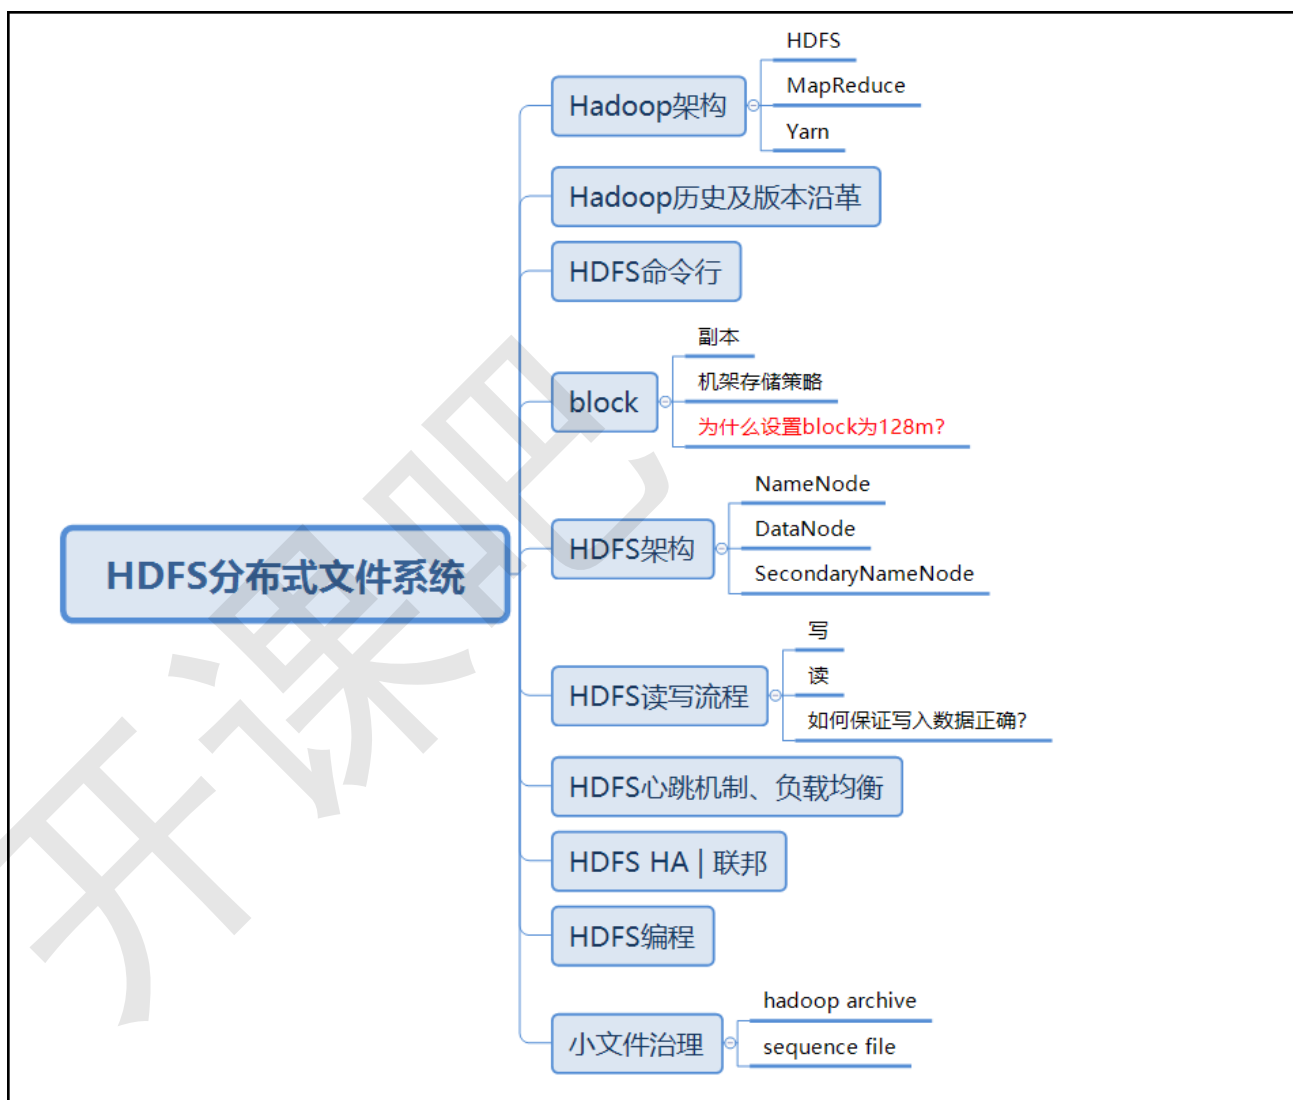 HDFS分布式文件系统
Hadoop架构
HDFS
MapReduce
Yarn
Hadoop历史及版本沿革
HDFS命令行
block
副本
机架存储策略
为什么设置block为128m?
HDFS架构
NameNode
DataNode
SecondaryNameNode
HDFS读写流程
写
读
如何保证写入数据正确?
HDFS心跳机制、负载均衡
HDFS HA | 联邦
HDFS编程
小文件治理
hadoop archive
sequence file
开课吧